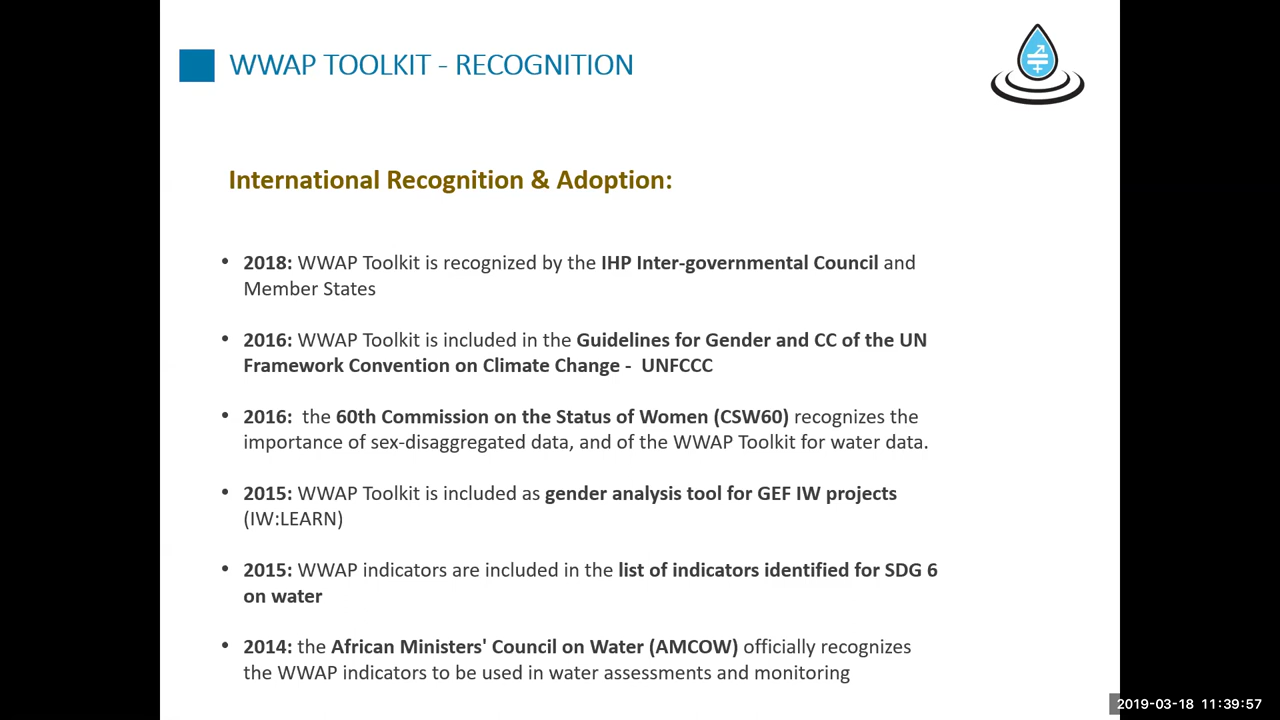 WWAP TOOLKIT - RECOGNITION
International Recognition & Adoption:
• 2018: WWAP Toolkit is recognized by the IHP Inter-governmental Council and
Member States
• 2016: WWAP Toolkit is included in the Guidelines for Gender and CC of the UN
Framework Convention on Climate Change - UNFCCC
• 2016: the 60th Commission on the Status of Women (CSW60) recognizes the
importance of sex-disaggregated data, and of the WWAP Toolkit for water data.
• 2015: WWAP Toolkit is included as gender analysis tool for GEF IW projects
(IW:LEARN)
• 2015: WWAP indicators are included in the list of indicators identified for SDG 6
on water
• 2014: the African Ministers' Council on Water (AMCOW) officially recognizes
the WWAP indicators to be used in water assessments and monitoring
2019-03-18 11:39:57